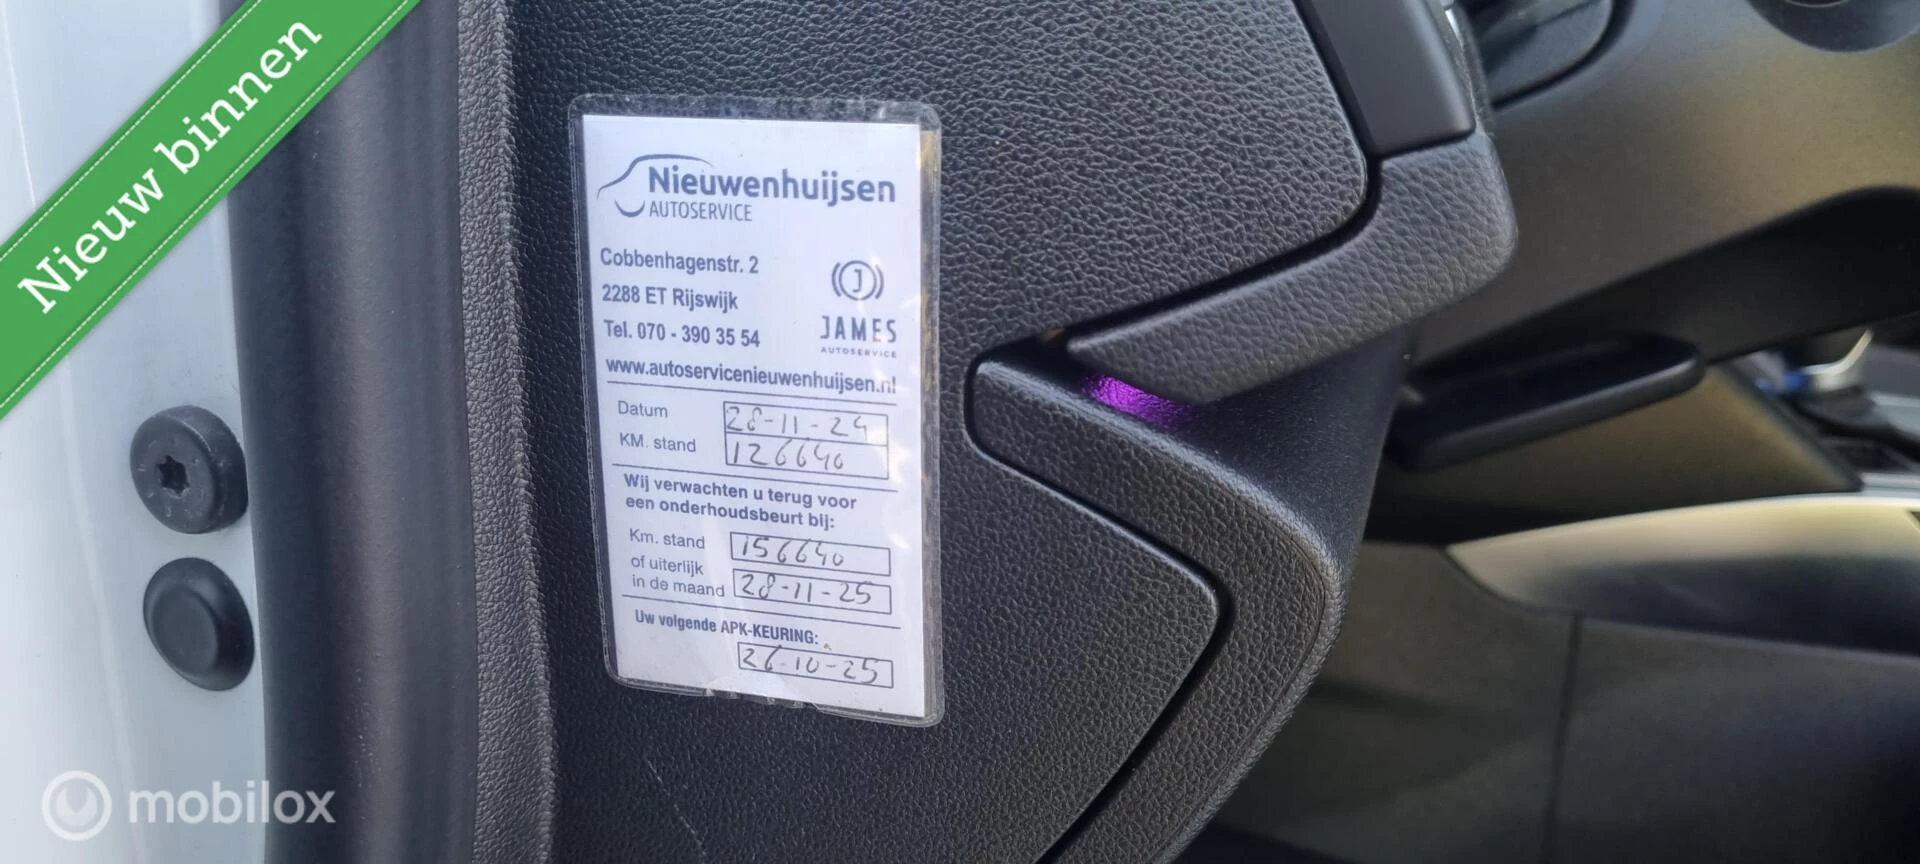 Nieuw binnen
Nieuwenhuijsen
AUTOSERVICE
Cobbenhagenstr. 2
2288 ET Rijswijk
Tel. 070 - 390 35 54
J
JAMES
AUTOSERVICE
www.autoservicenieuwenhuijsen.nl
Datum 28-11-24
KM. stand 126640
Wij verwachten u terug voor
een onderhoudsbeurt bij:
Km. stand 156640
of uiterlijk
in de maand 28-11-25
Uw volgende APK-KEURING:
26-10-25
mobilox